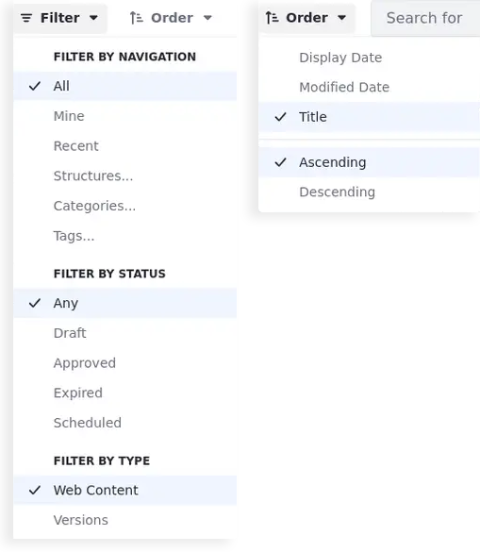 Filter
Order
FILTER BY NAVIGATION
All
Mine
Recent
Structures...
Categories...
Tags...
FILTER BY STATUS
Any
Draft
Approved
Expired
Scheduled
FILTER BY TYPE
Web Content
Versions
Order
Search for
Display Date
Modified Date
Title
Ascending
Descending